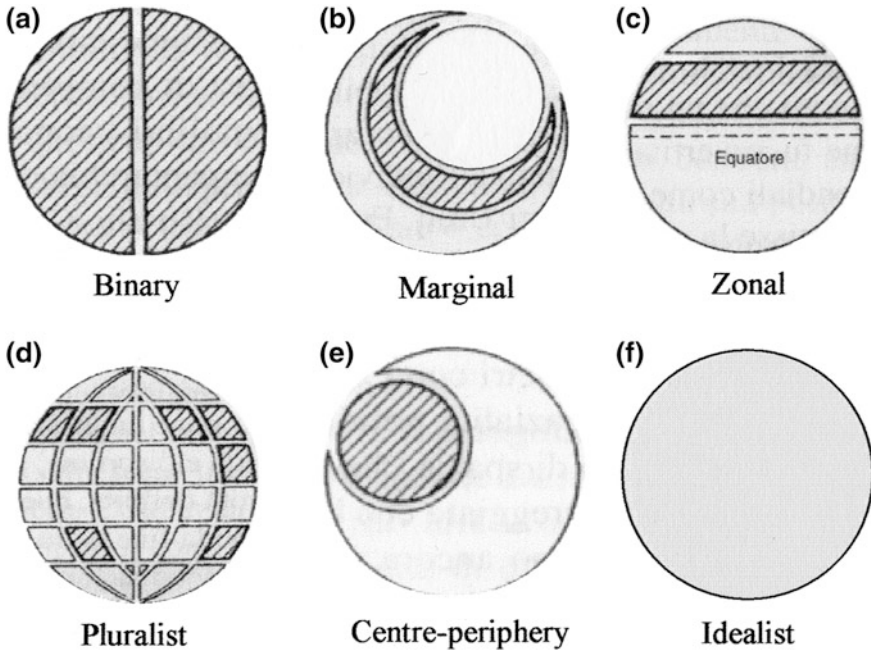 (a) (b) (c)
Equatore
Binary Marginal Zonal
(d) (e) (f)
Pluralist Centre-periphery Idealist